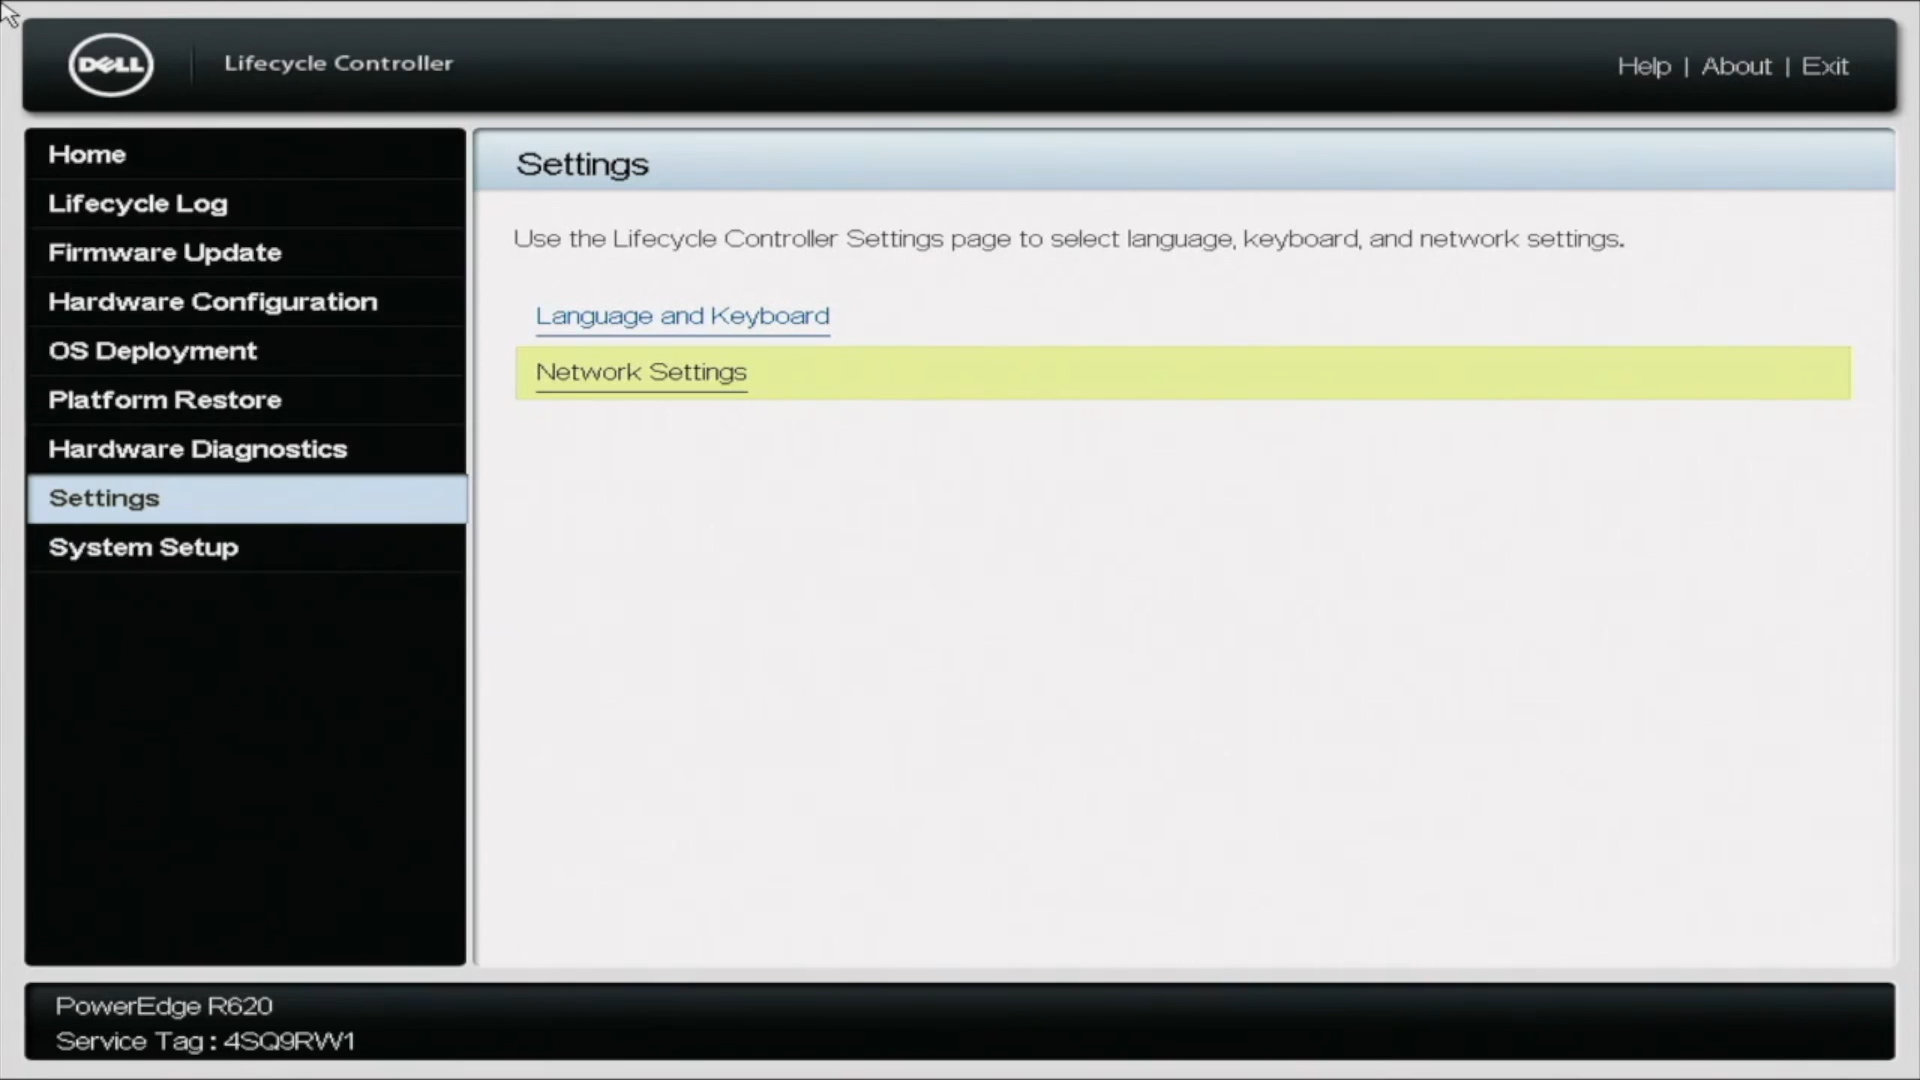 DELL
Lifecycle Controller
Help | About | Exit
Home
Lifecycle Log
Firmware Update
Hardware Configuration
OS Deployment
Platform Restore
Hardware Diagnostics
Settings
System Setup
Settings
Use the Lifecycle Controller Settings page to select language, keyboard, and network settings.
Language and Keyboard
Network Settings
PowerEdge R620
Service Tag : 4SQ9RW1